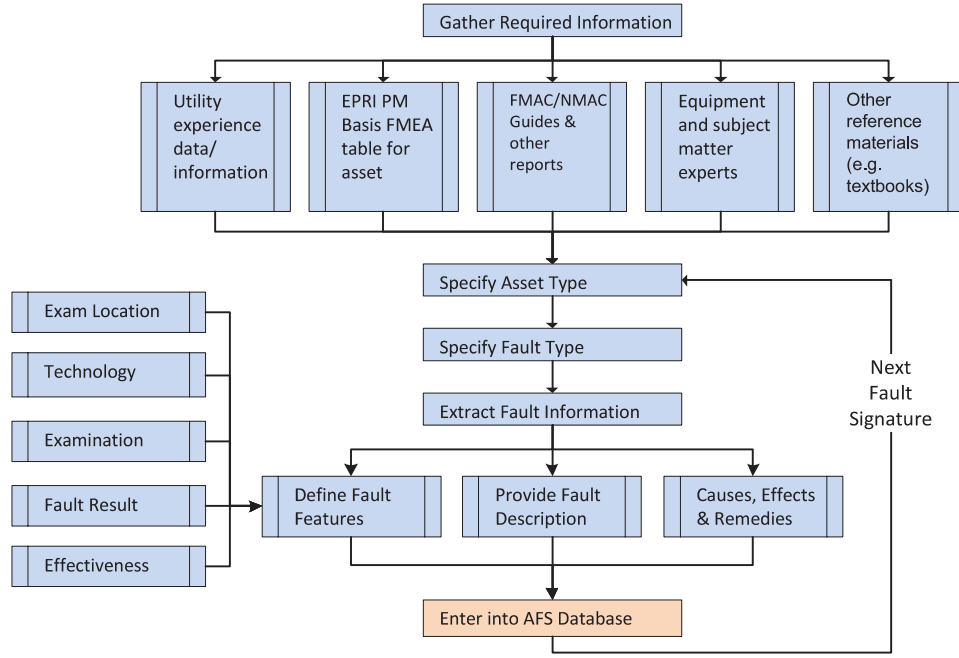 Gather Required Information
Utility
experience
data/
information
EPRI PM
Basis FMEA
table for
asset
FMAC/NMAC
Guides &
other
reports
Equipment
and subject
matter
experts
Other
reference
materials
(e.g.
textbooks)
Specify Asset Type
Exam Location
Specify Fault Type
Technology
Next
Fault
Signature
Extract Fault Information
Examination
Fault Result
Define Fault
Features
Provide Fault
Description
Causes, Effects
& Remedies
Effectiveness
Enter into AFS Database